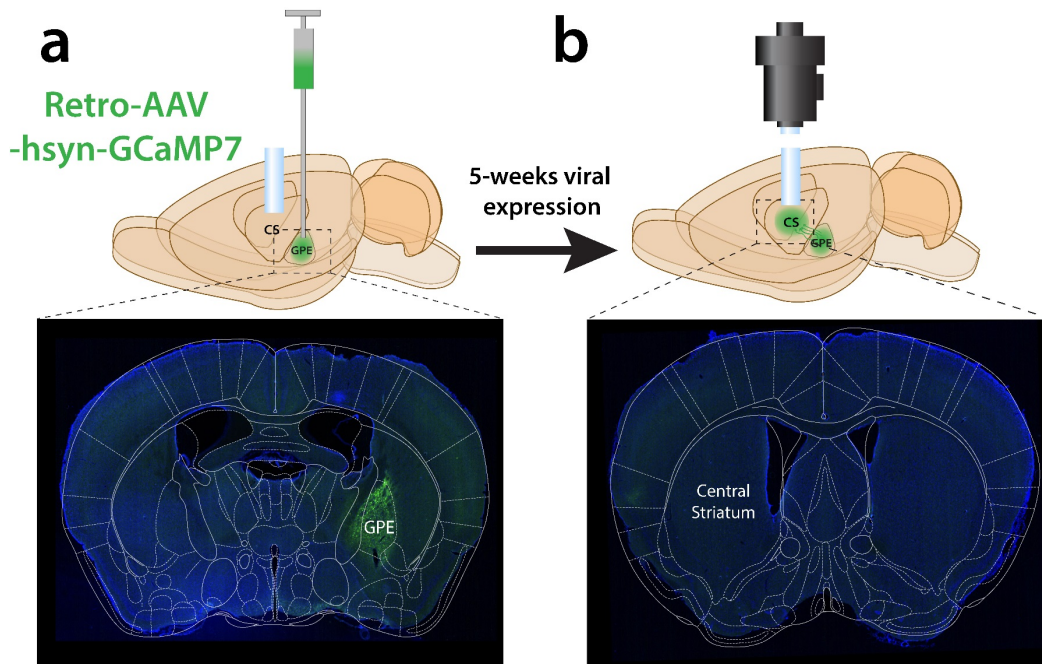 a
Retro-AAV
-hsyn-GCaMP7
CS
GPE
5-weeks viral
expression
b
CS
GPE
GPE
Central
Striatum